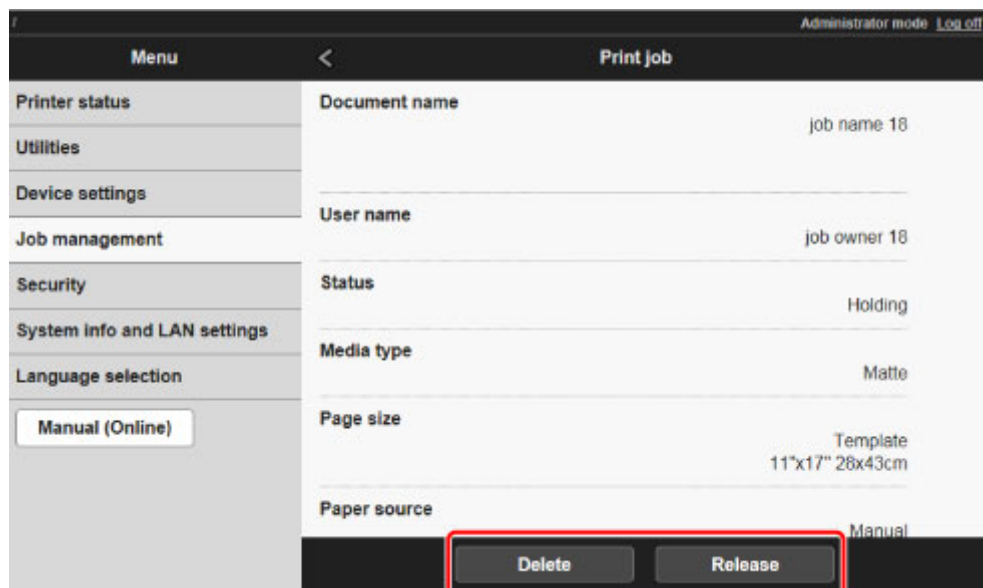 /
Administrator mode Log off
Menu
< Print job
Printer status
Utilities
Device settings
Job management
Security
System info and LAN settings
Language selection
Manual (Online)
Document name
job name 18
User name
job owner 18
Status
Holding
Media type
Matte
Page size
Template
11"x17" 28x43cm
Paper source
Manual
Delete Release